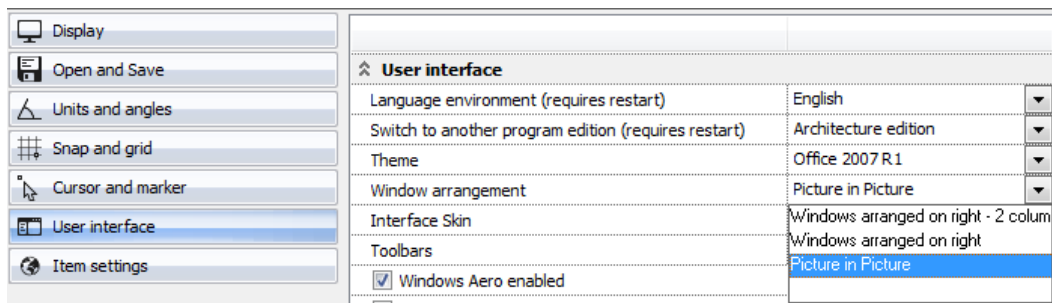 Display
Open and Save
Units and angles
Snap and grid
Cursor and marker
User interface
Item settings
User interface
Language environment (requires restart) English
Switch to another program edition (requires restart) Architecture edition
Theme Office 2007 R1
Window arrangement Picture in Picture
Interface Skin Windows arranged on right - 2 colum
Windows arranged on right
Toolbars
Picture in Picture
Windows Aero enabled